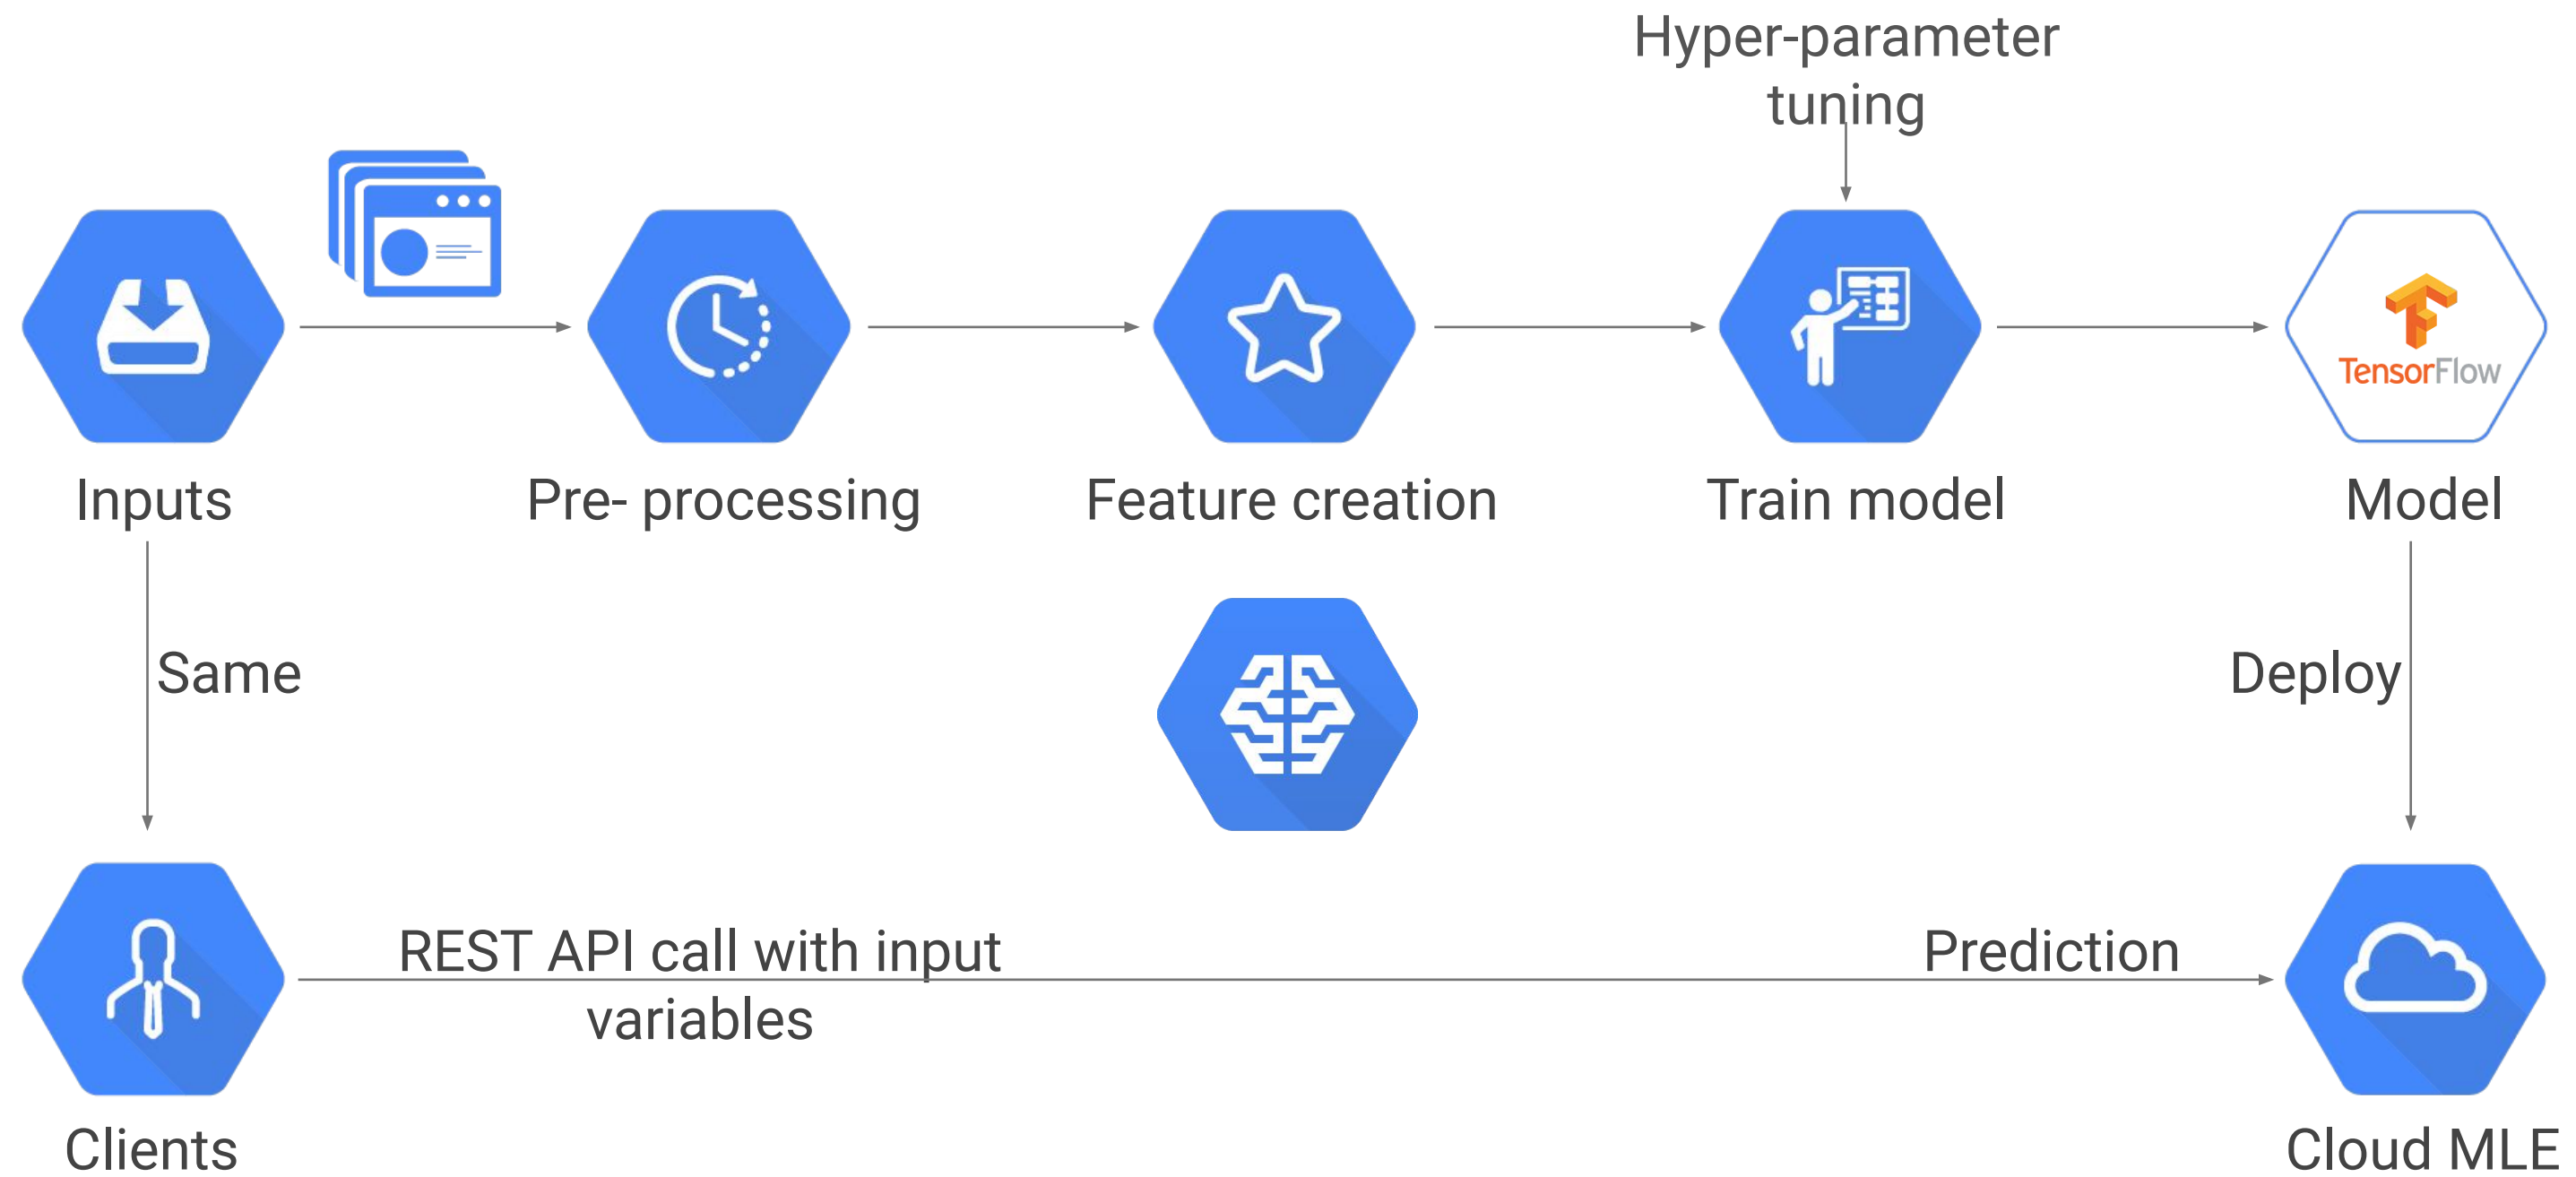 Hyper-parameter
tuning
TensorFlow
Inputs
Pre- processing
Feature creation
Train model
Model
Same
Deploy
REST API call with input
variables
Prediction
Clients
Cloud MLE